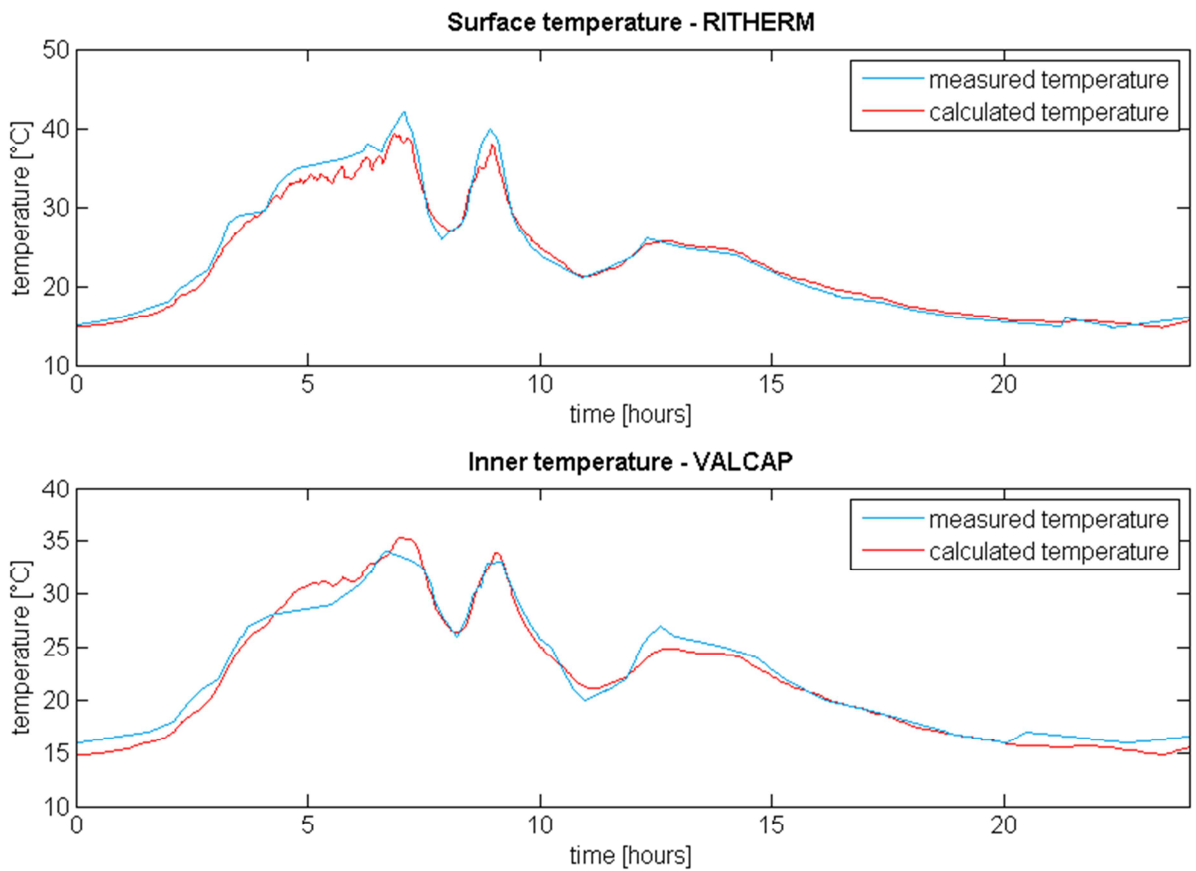 Surface temperature - RITHERM
50
40
30
20
10
temperature [°C]
measured temperature
calculated temperature
0 5 10 15 20
time [hours]
Inner temperature - VALCAP
40
35
30
25
20
15
10
temperature [°C]
measured temperature
calculated temperature
0 5 10 15 20
time [hours]